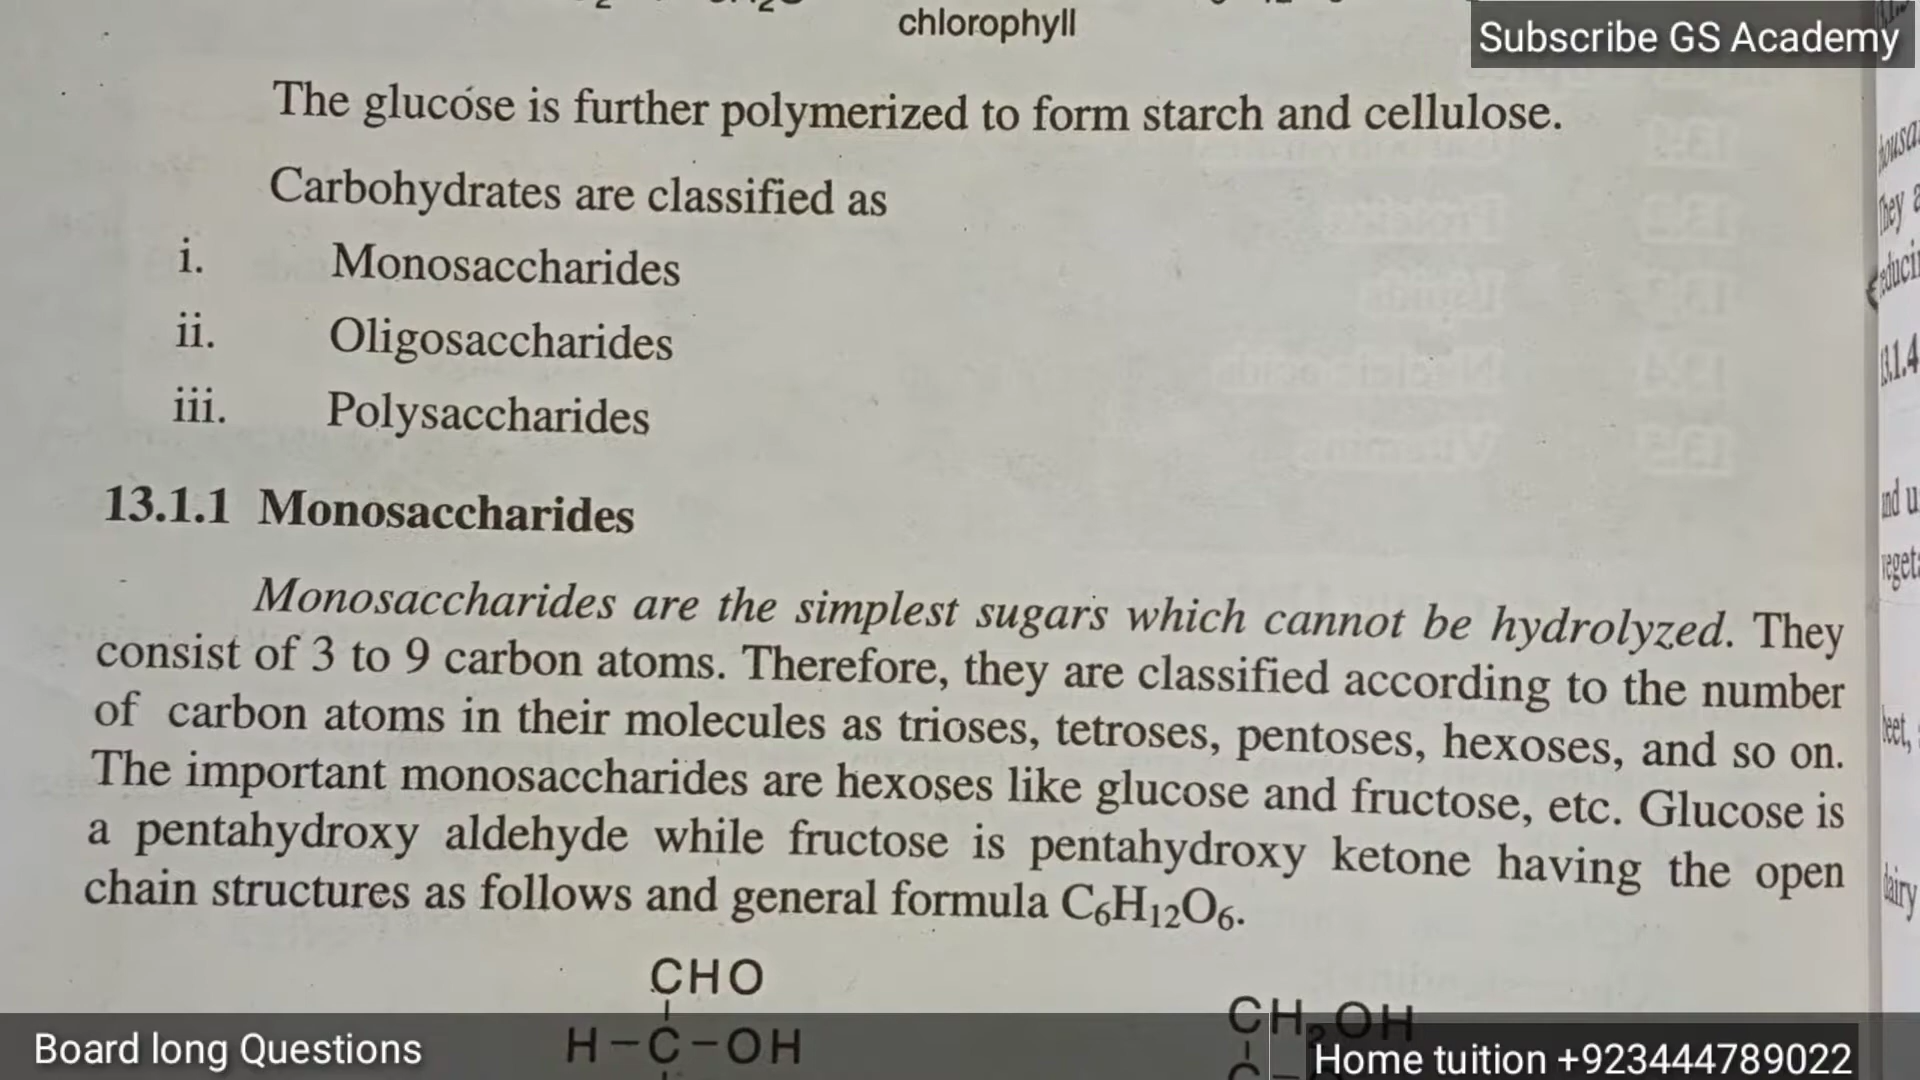 chlorophyll
Subscribe GS Academy
The glucose is further polymerized to form starch and cellulose.
Carbohydrates are classified as
i. Monosaccharides
ii. Oligosaccharides
iii. Polysaccharides
13.1.1 Monosaccharides
Monosaccharides are the simplest sugars which cannot be hydrolyzed. They
consist of 3 to 9 carbon atoms. Therefore, they are classified according to the number
of carbon atoms in their molecules as trioses, tetroses, pentoses, hexoses, and so on.
The important monosaccharides are hexoses like glucose and fructose, etc. Glucose is
a pentahydroxy aldehyde while fructose is pentahydroxy ketone having the open
chain structures as follows and general formula C₆H₁₂O₆.
CHO
H-C-OH
CH₂OH
Board long Questions
Home tuition +923444789022
13.1.4
dairy